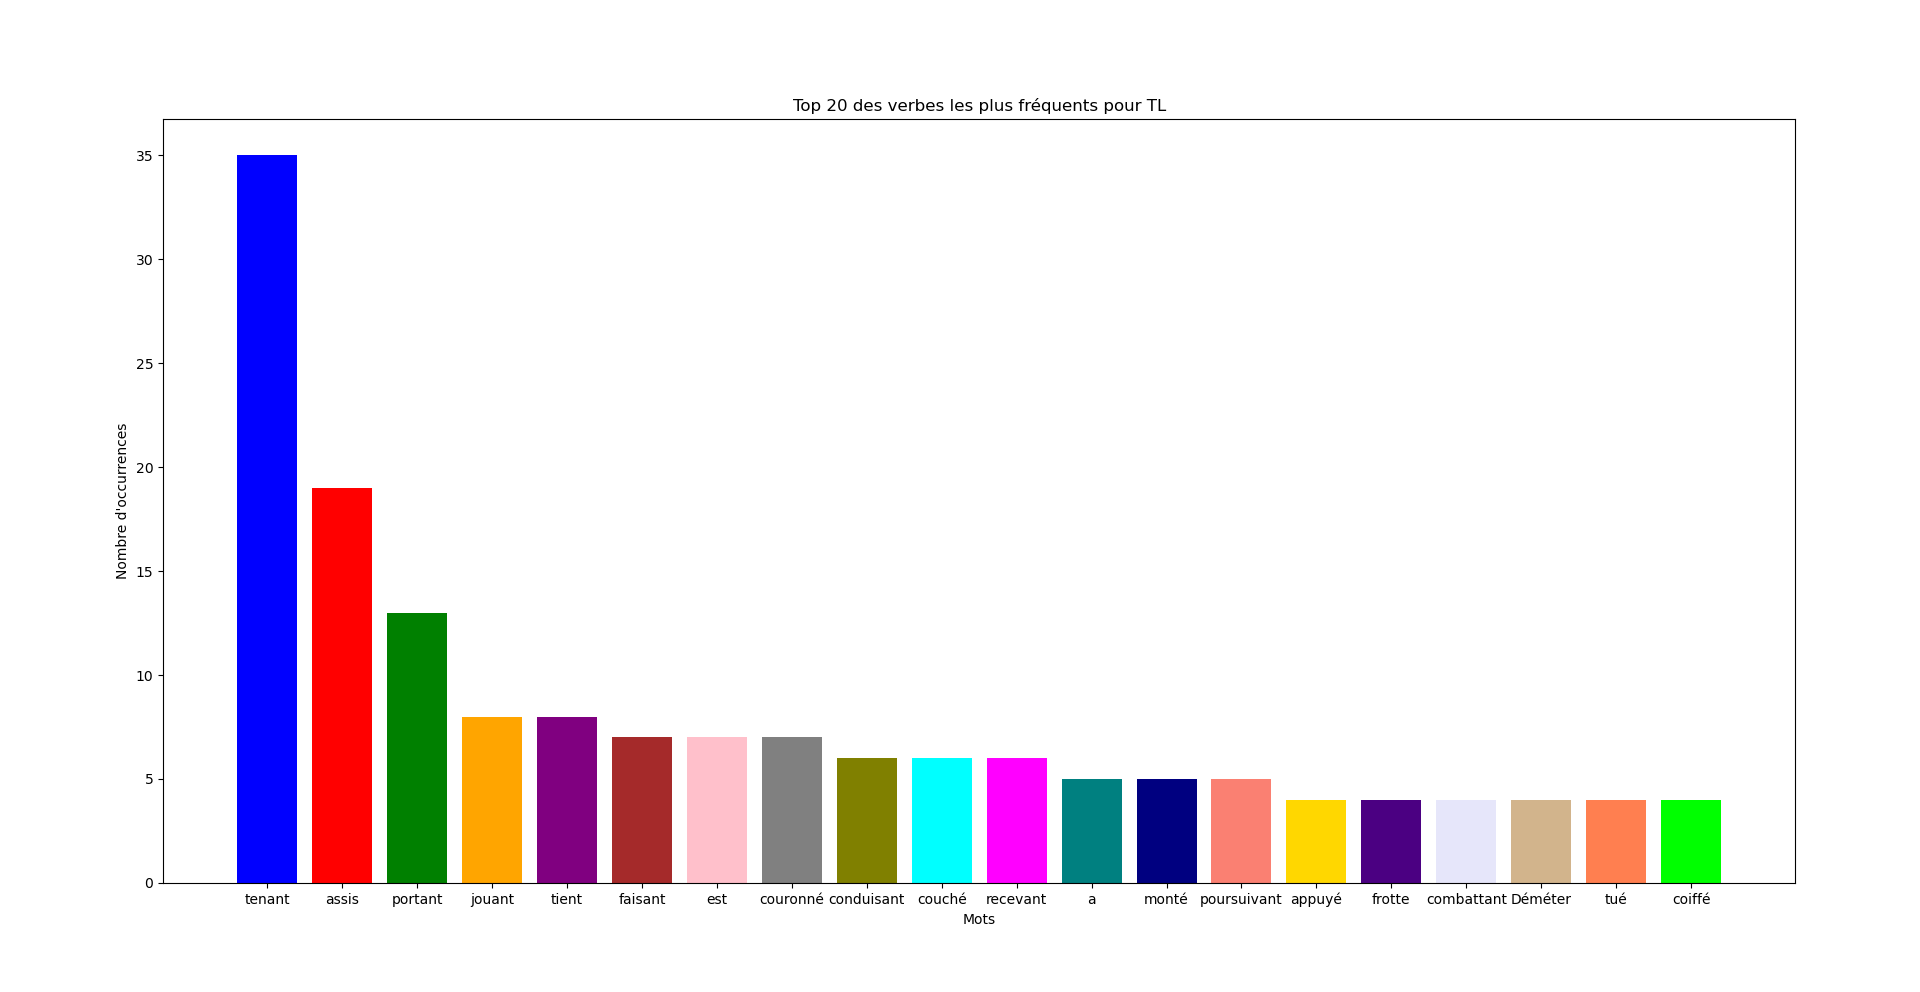 Top 20 des verbes les plus fréquents pour TL
Nombre d'occurrences
35
30
25
20
15
10
5
0
tenant assis portant jouant tient faisant est couronné conduisant couché recevant a monté poursuivant appuyé frotte combattant Déméter tué coiffé
Mots